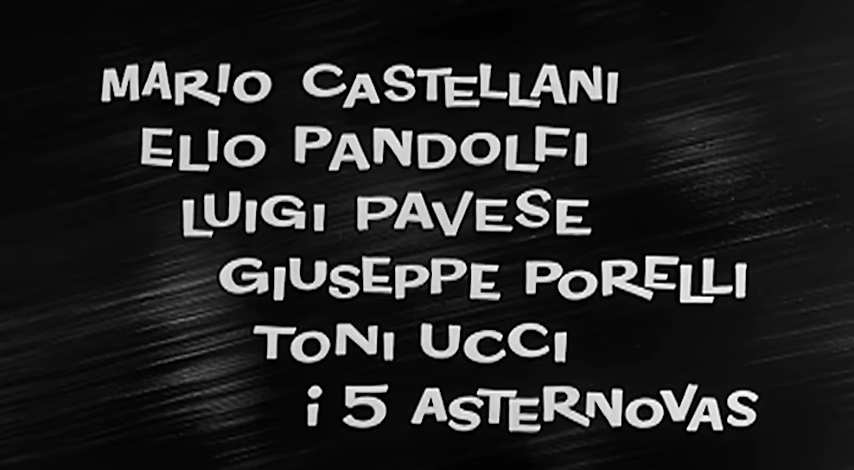 MARIO CASTELLANI
ELIO PANDOLFI
LUIGI PAVESE
GIUSEPPE PORELLI
TONI UCCI
i 5 ASTERNOVAS